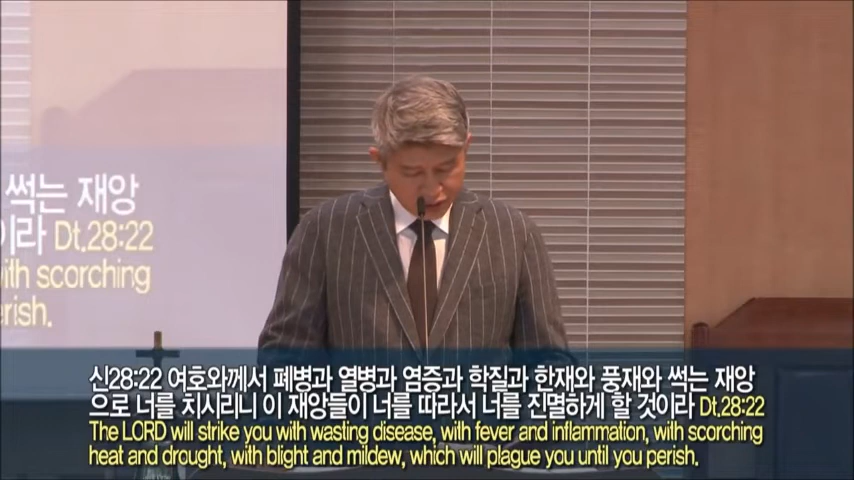 썩는 재앙
이라 Dt.28:22
with scorching
perish.
신28:22 여호와께서 폐병과 열병과 염증과 학질과 한재와 풍재와 썩는 재앙
으로 너를 치시리니 이 재앙들이 너를 따라서 너를 진멸하게 할 것이라 Dt.28:22
The LORD will strike you with wasting disease, with fever and inflammation, with scorching
heat and drought, with blight and mildew, which will plague you until you perish.